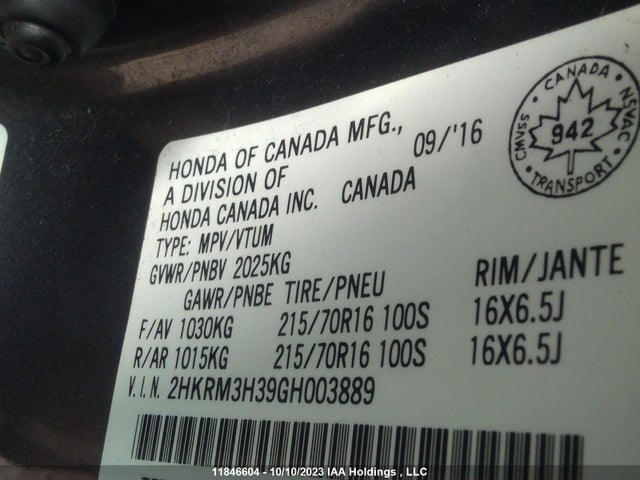 HONDA OF CANADA MFG., 09/'16
A DIVISION OF
HONDA CANADA INC. CANADA
TYPE: MPV/VTUM
GVWR/PNBV 2025KG
GAWR/PNBE TIRE/PNEU RIM/JANTE
F/AV 1030KG 215/70R16 100S 16X6.5J
R/AR 1015KG 215/70R16 100S 16X6.5J
V.I.N. 2HKRM3H39GH003889
CANADA
CMVSS NSVAC
942
TRANSPORT
11846604 - 10/10/2023 IAA Holdings , LLC